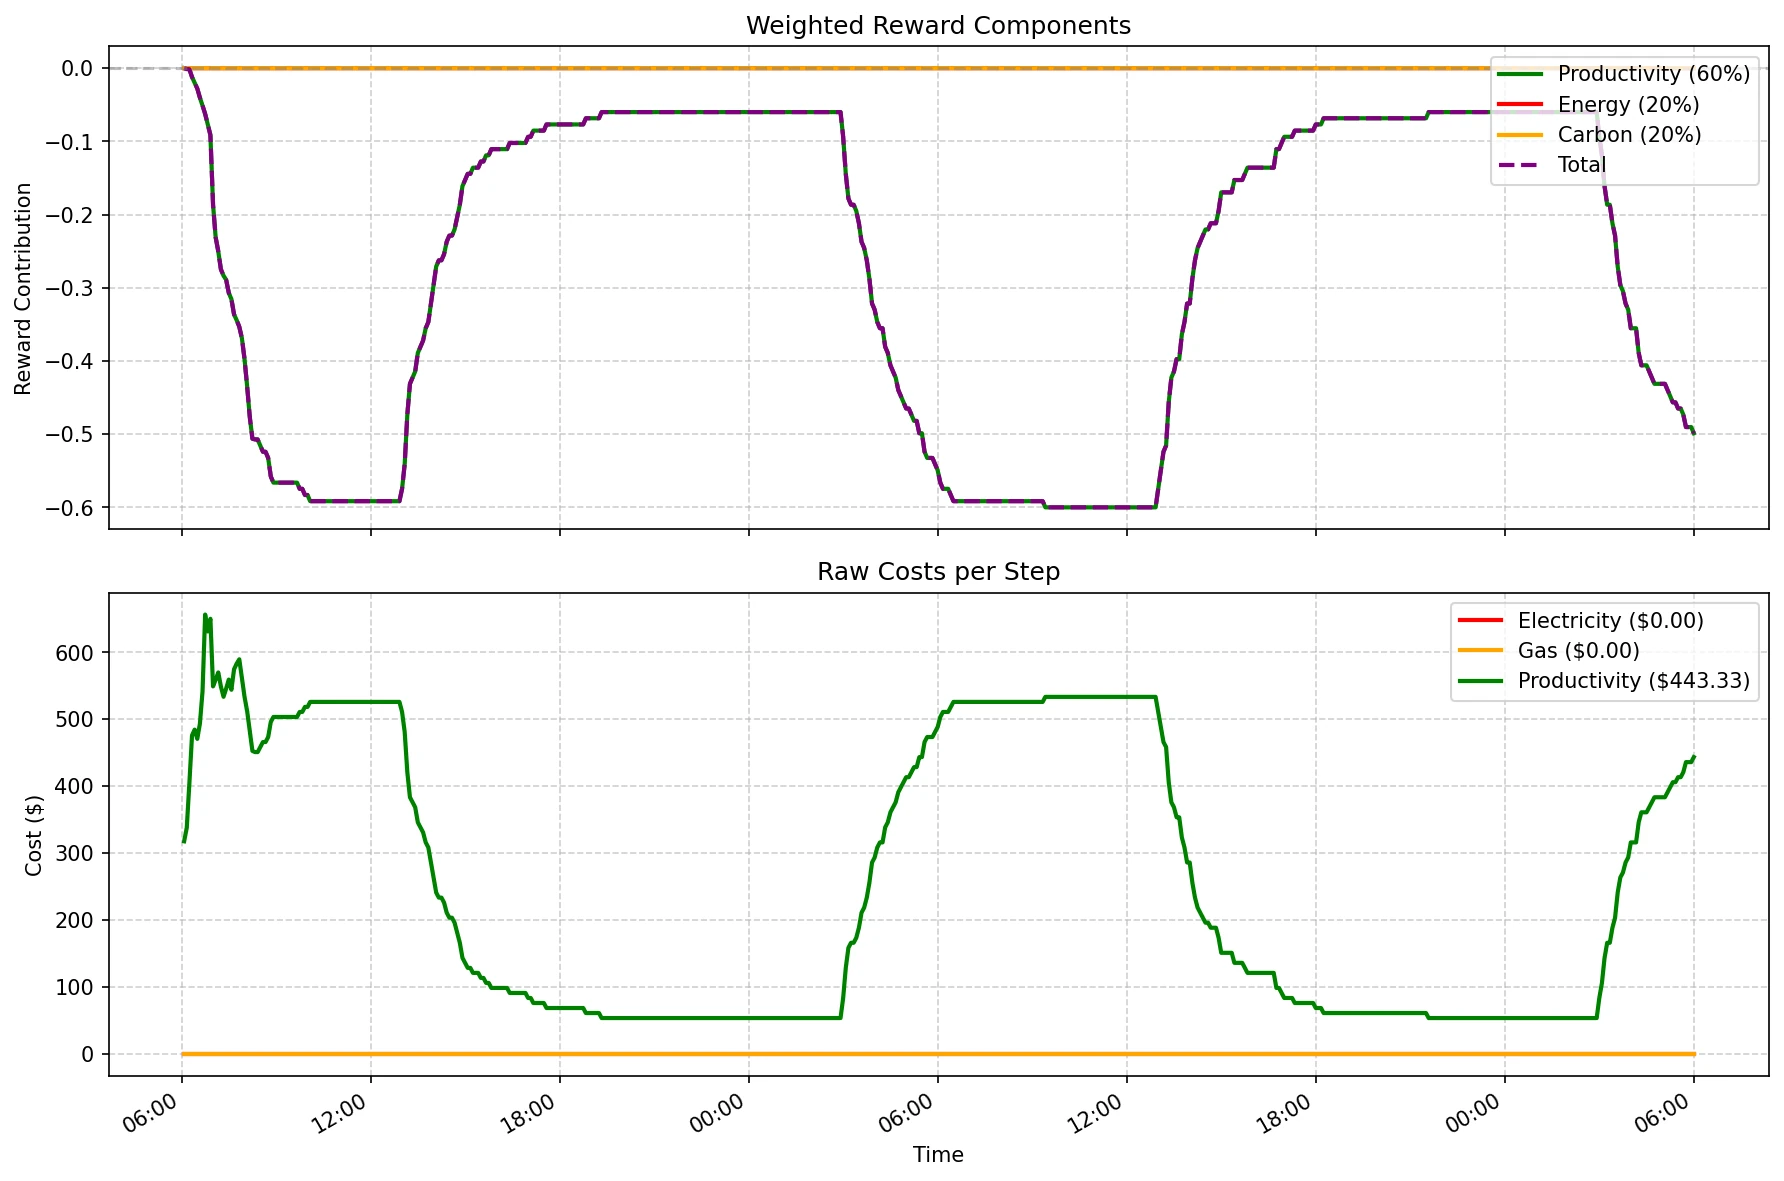 Weighted Reward Components
Reward Contribution
0.0
−0.1
−0.2
−0.3
−0.4
−0.5
−0.6
Productivity (60%)
Energy (20%)
Carbon (20%)
Total
Raw Costs per Step
Cost ($)
600
500
400
300
200
100
0
Electricity ($0.00)
Gas ($0.00)
Productivity ($443.33)
06:00
12:00
18:00
00:00
06:00
12:00
18:00
00:00
06:00
Time